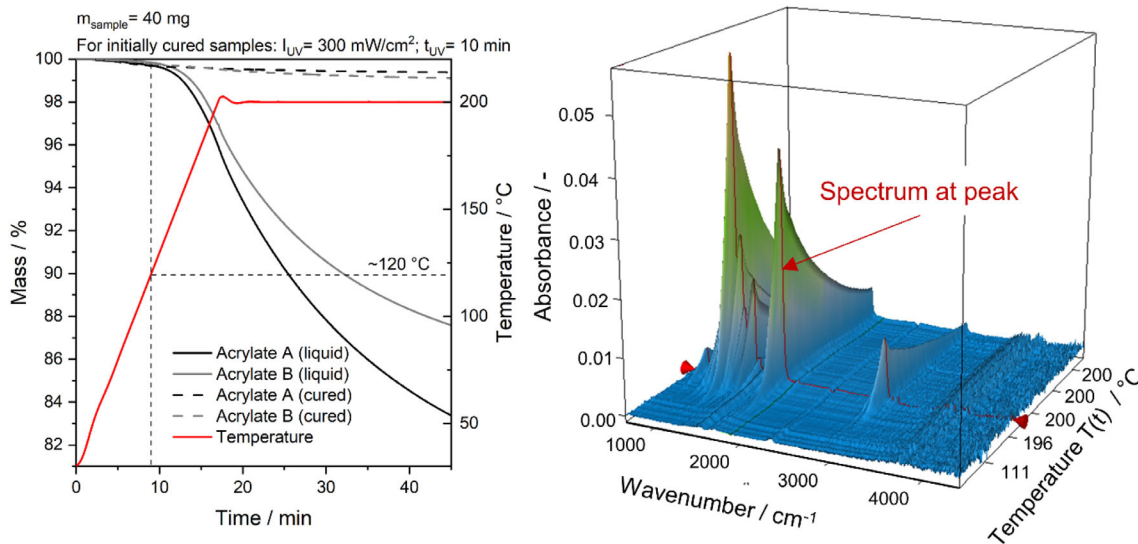 m_sample= 40 mg
For initially cured samples: I_UV= 300 mW/cm²; t_UV= 10 min
100
98
96
94
92
90
88
86
84
82
Mass / %
200
150
100
50
Temperature / °C
~120 °C
Acrylate A (liquid)
Acrylate B (liquid)
Acrylate A (cured)
Acrylate B (cured)
Temperature
0
10
20
30
40
Time / min
0.05
0.04
0.03
0.02
0.01
0.00
Absorbance / -
Spectrum at peak
1000
2000
3000
4000
Wavenumber / cm⁻¹
200
200
200
196
111
Temperature T(t) / °C